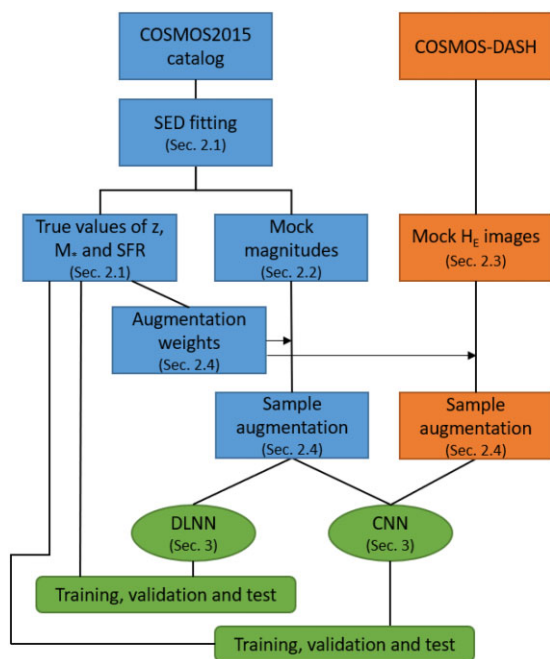 COSMOS2015
catalog
COSMOS-DASH
SED fitting
(Sec. 2.1)
True values of z,
M* and SFR
(Sec. 2.1)
Mock
magnitudes
(Sec. 2.2)
Mock HE images
(Sec. 2.3)
Augmentation
weights
(Sec. 2.4)
Sample
augmentation
(Sec. 2.4)
Sample
augmentation
(Sec. 2.4)
DLNN
(Sec. 3)
CNN
(Sec. 3)
Training, validation and test
Training, validation and test